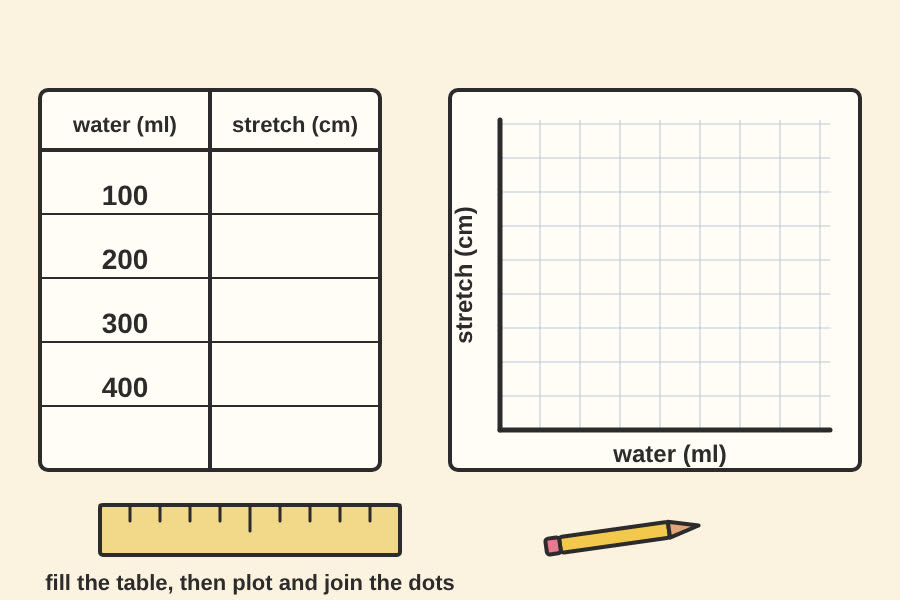 water (ml) stretch (cm)
100
200
300
400
stretch (cm)
water (ml)
fill the table, then plot and join the dots